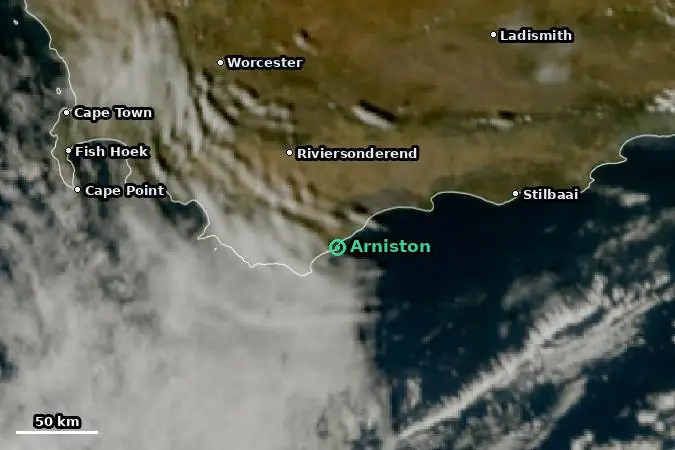 Ladismith
Worcester
Cape Town
Fish Hoek
Riviersonderend
Cape Point
Stilbaai
Arniston
50 km